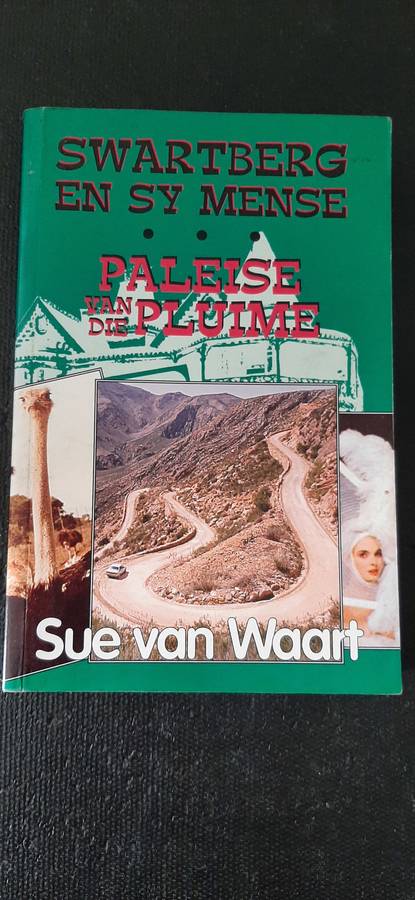 SWARTBERG
EN SY MENSE
• • •
PALEISE
VAN DIE PLUIME
Sue van Waart